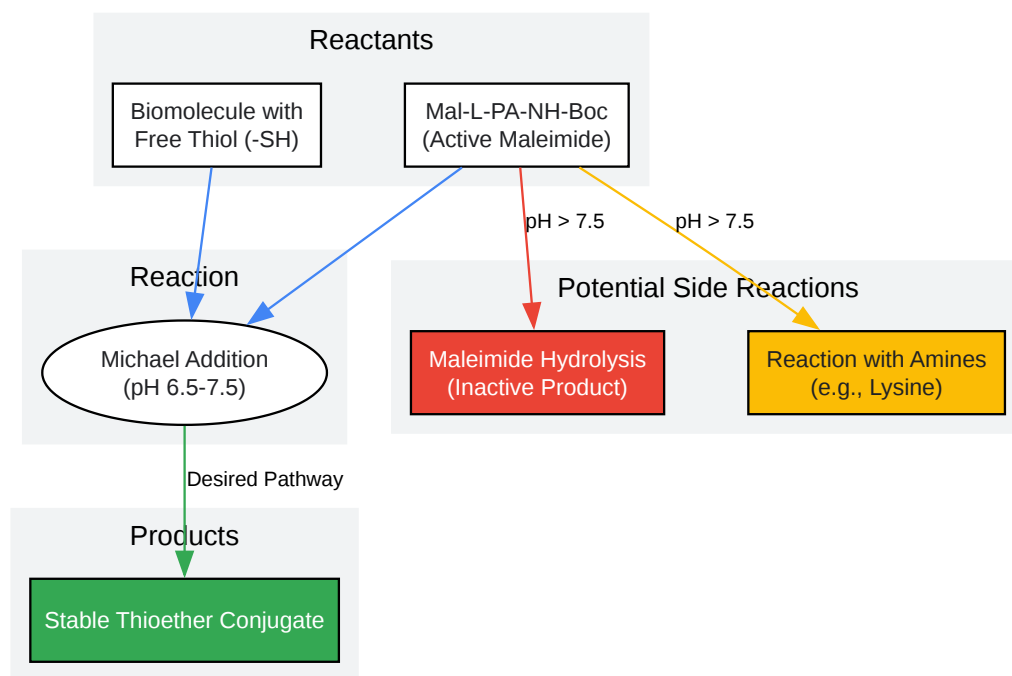 Reactants
Biomolecule with
Free Thiol (-SH)
Mal-L-PA-NH-Boc
(Active Maleimide)
pH > 7.5
pH > 7.5
Reaction
Michael Addition
(pH 6.5-7.5)
Potential Side Reactions
Maleimide Hydrolysis
(Inactive Product)
Reaction with Amines
(e.g., Lysine)
Desired Pathway
Products
Stable Thioether Conjugate